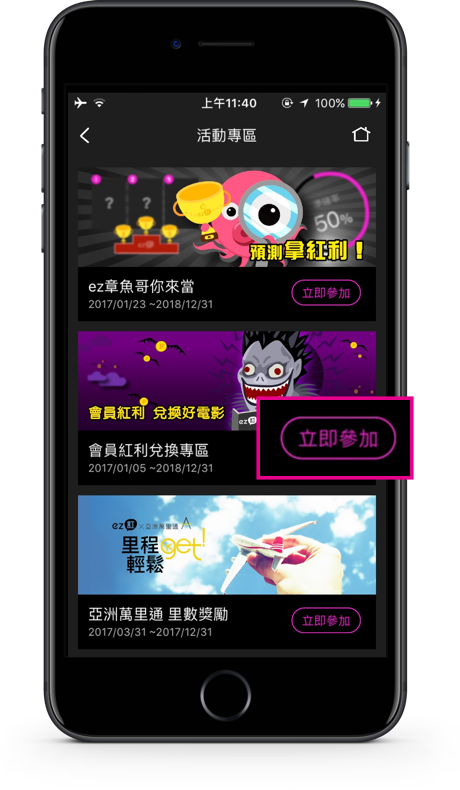 上午11:40
100%
活動專區
?
?
50%
預測拿紅利！
ez章魚哥你來當
2017/01/23 ~2018/12/31
立即參加
會員紅利 兌換好電影
會員紅利兌換專區
2017/01/05 ~2018/12/31
立即參加
ez訂×亞洲萬里通
里程
輕鬆
get!
亞洲萬里通 里數獎勵
2017/03/31 ~2017/12/31
立即參加